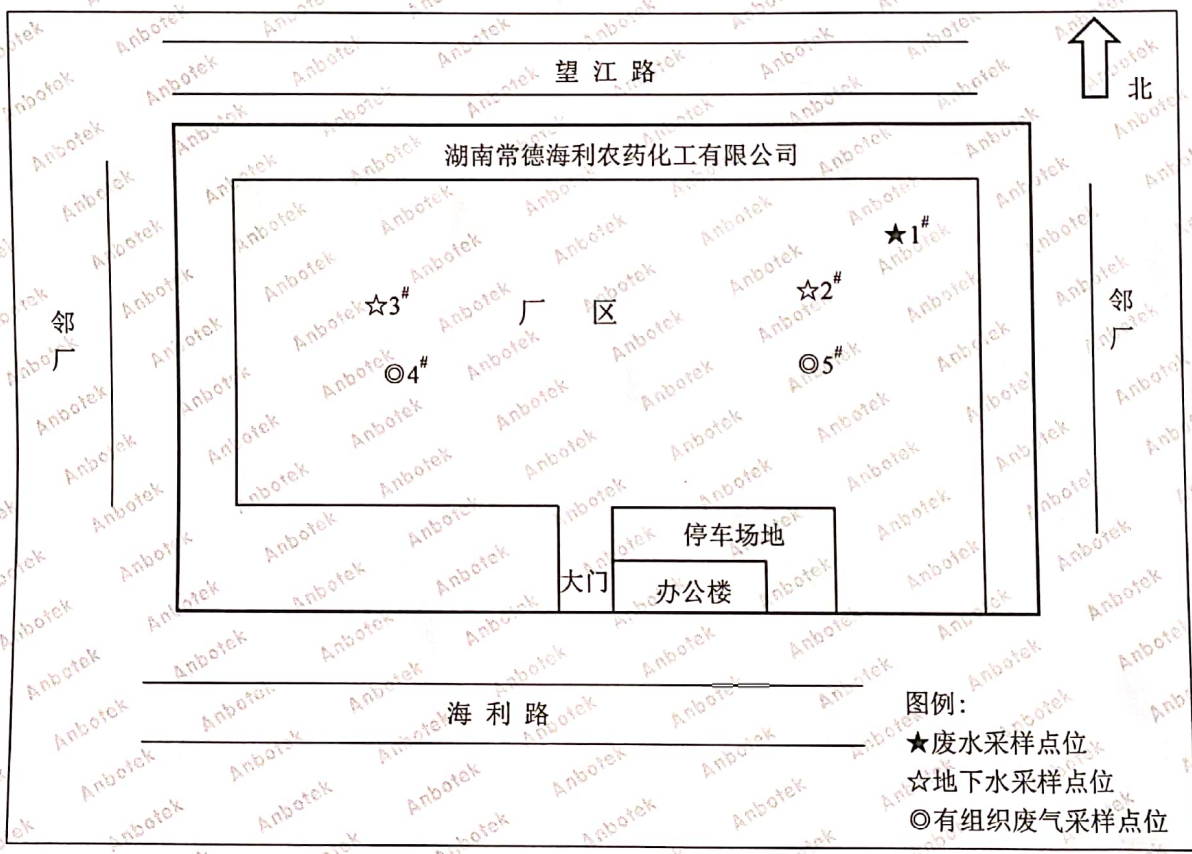 望江路
北
湖南常德海利农药化工有限公司
★1#
☆2#
☆3#
厂 区
邻厂
邻厂
◎4#
◎5#
停车场地
大门
办公楼
海利路
图例：
★废水采样点位
☆地下水采样点位
◎有组织废气采样点位
Anbotek